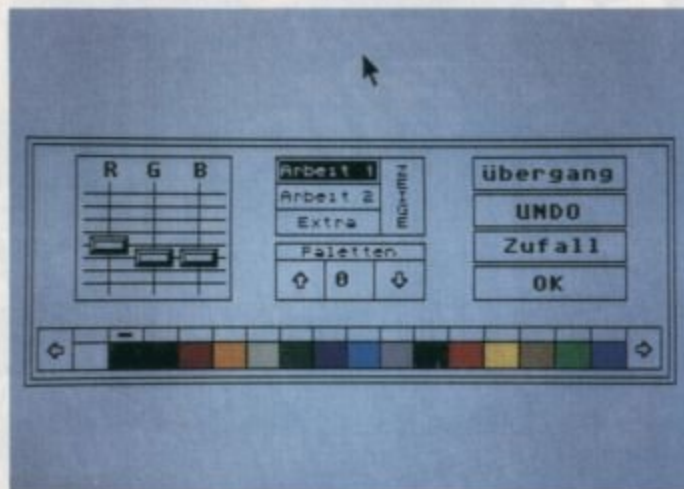 R G B
Arbeit 1
Arbeit 2
Extra
Paletten
0
übergang
UNDO
Zufall
OK